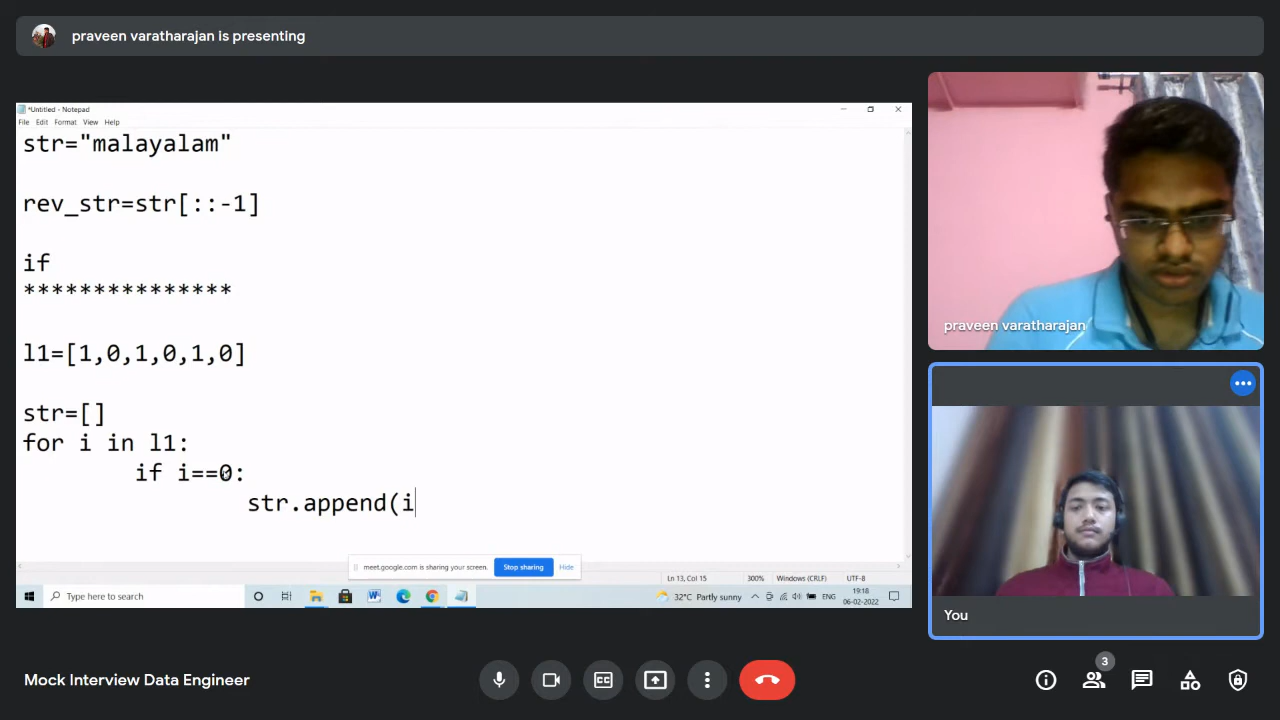 praveen varatharajan is presenting
*Untitled - Notepad
File Edit Format View Help
str="malayalam"
rev_str=str[::-1]
if
***************
l1=[1,0,1,0,1,0]
str=[]
for i in l1:
if i==0:
str.append(i
meet.google.com is sharing your screen. Stop sharing Hide
Ln 13, Col 15 300% Windows (CRLF) UTF-8
Type here to search
32°C Partly sunny ENG 19:18 06-02-2022
praveen varatharajan
You
Mock Interview Data Engineer
CC
3